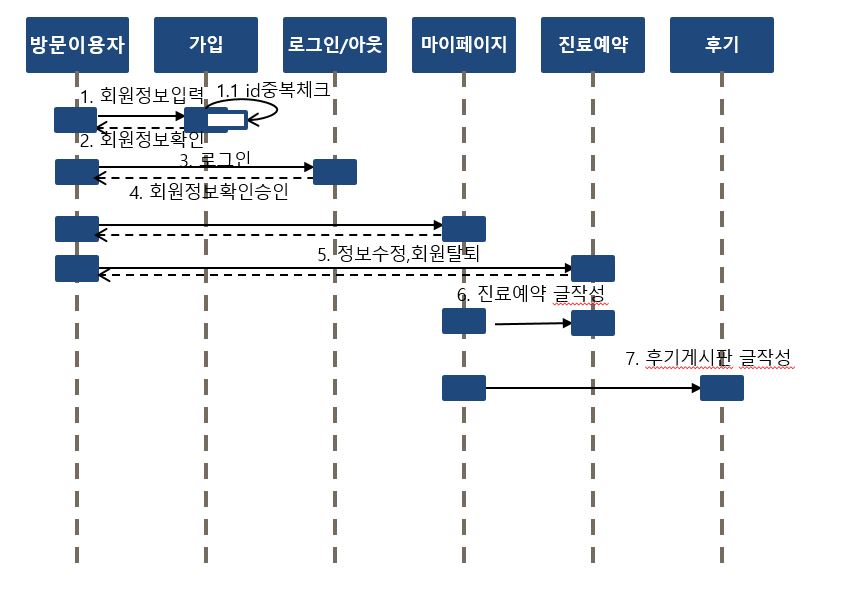 방문이용자
가입
로그인/아웃
마이페이지
진료예약
후기
1. 회원정보입력
1.1 id중복체크
2. 회원정보확인
3. 로그인
4. 회원정보확인승인
5. 정보수정,회원탈퇴
6. 진료예약 글작성
7. 후기게시판 글작성